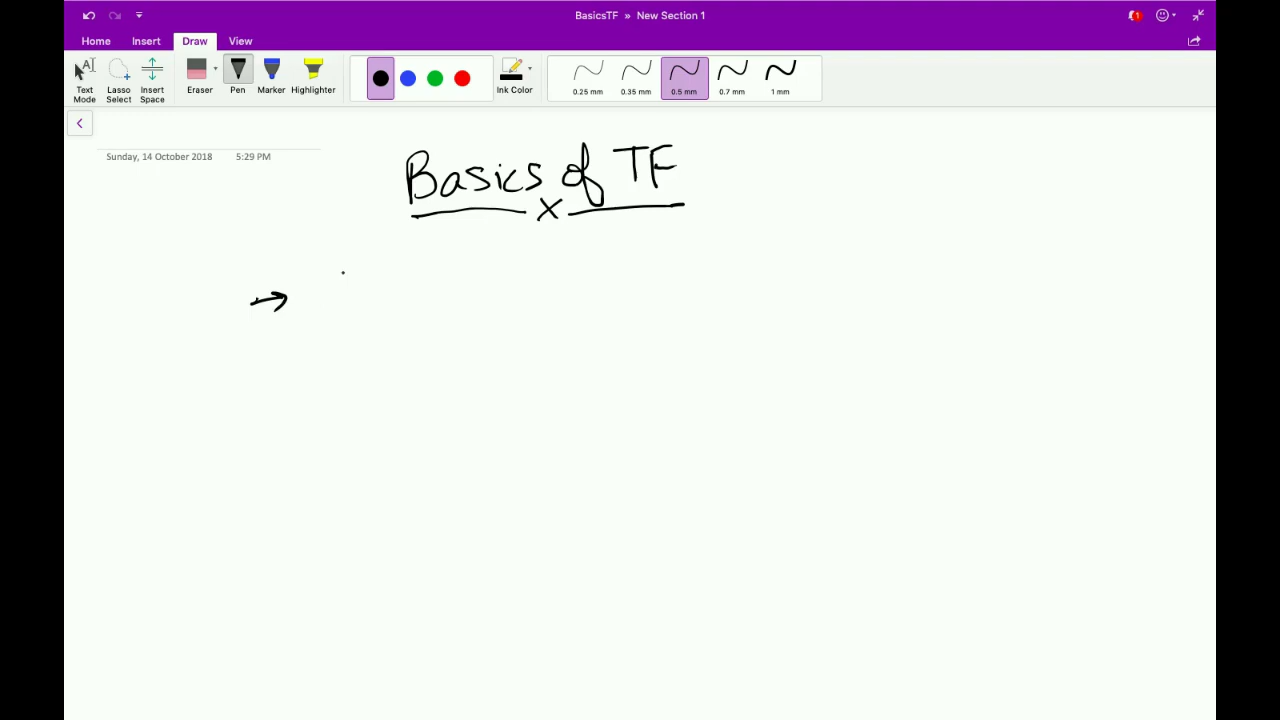 BasicsTF » New Section 1
1
Home Insert Draw View
Text Mode
Lasso Select
Insert Space
Eraser
Pen
Marker
Highlighter
Ink Color
0.25 mm 0.35 mm 0.5 mm 0.7 mm 1 mm
Sunday, 14 October 2018 5:29 PM
Basics of TF